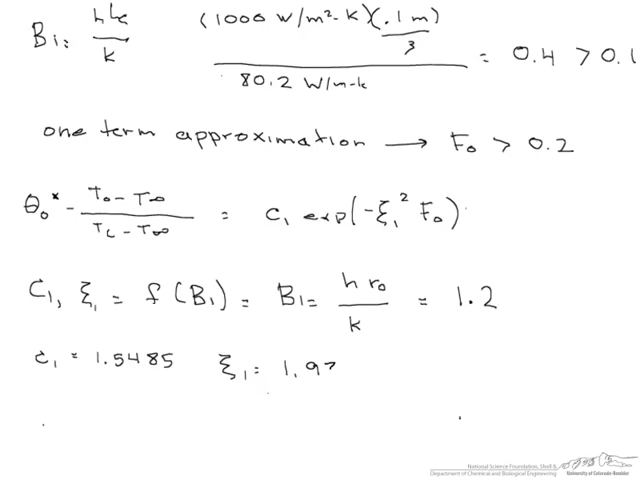 Bi = hLc/k (1000 W/m²-K)(.1 m)/3 / 80.2 W/m-K = 0.4 > 0.1
one term approximation → Fo > 0.2
θo* - To - T∞ / Ti - T∞ = C1 exp(-ξ1² Fo)
C1, ξ1 = f (Bi) = Bi = h ro / k = 1.2
C1 = 1.5485 ξ1 = 1.97
National Science Foundation, Shell &
Department of Chemical and Biological Engineering University of Colorado Boulder